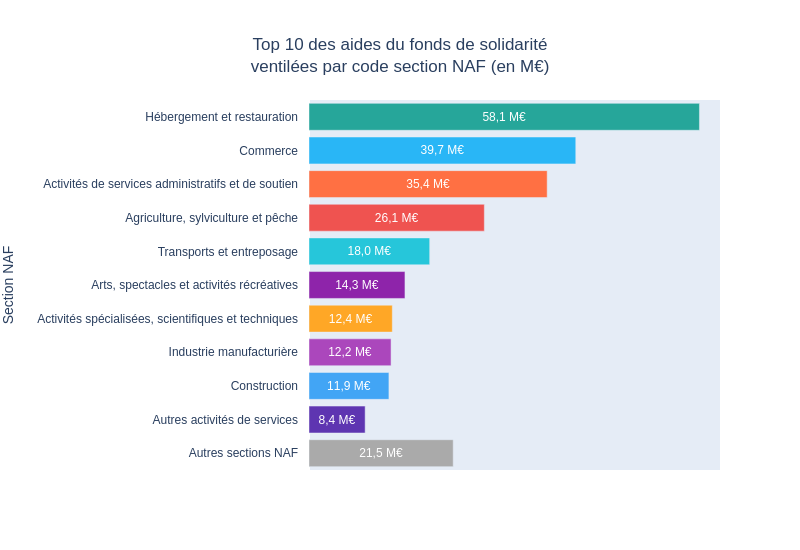 Top 10 des aides du fonds de solidarité
ventilées par code section NAF (en M€)
Section NAF
Hébergement et restauration 58,1 M€
Commerce 39,7 M€
Activités de services administratifs et de soutien 35,4 M€
Agriculture, sylviculture et pêche 26,1 M€
Transports et entreposage 18,0 M€
Arts, spectacles et activités récréatives 14,3 M€
Activités spécialisées, scientifiques et techniques 12,4 M€
Industrie manufacturière 12,2 M€
Construction 11,9 M€
Autres activités de services 8,4 M€
Autres sections NAF 21,5 M€